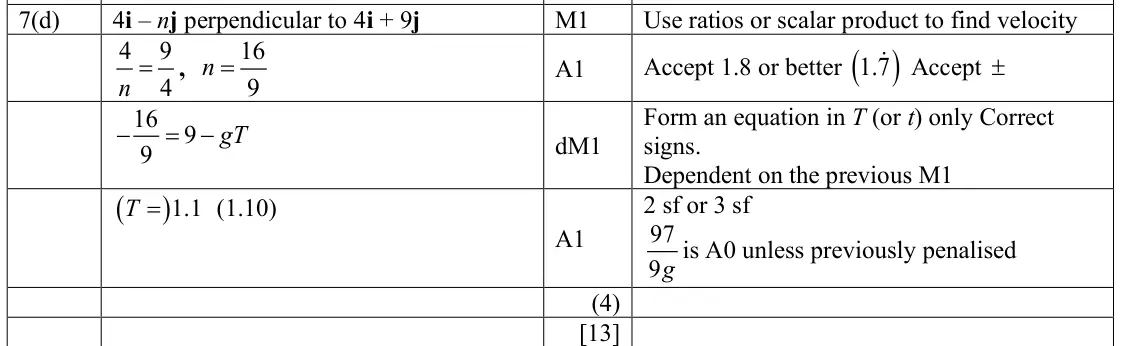 7(d) 4i – nj perpendicular to 4i + 9j M1 Use ratios or scalar product to find velocity
4/n = 9/4 , n = 16/9 A1 Accept 1.8 or better (1.7̇) Accept ±
−16/9 = 9 − gT dM1 Form an equation in T (or t) only Correct
signs.
Dependent on the previous M1
(T =)1.1 (1.10) A1 2 sf or 3 sf
97/9g is A0 unless previously penalised
(4)
[13]